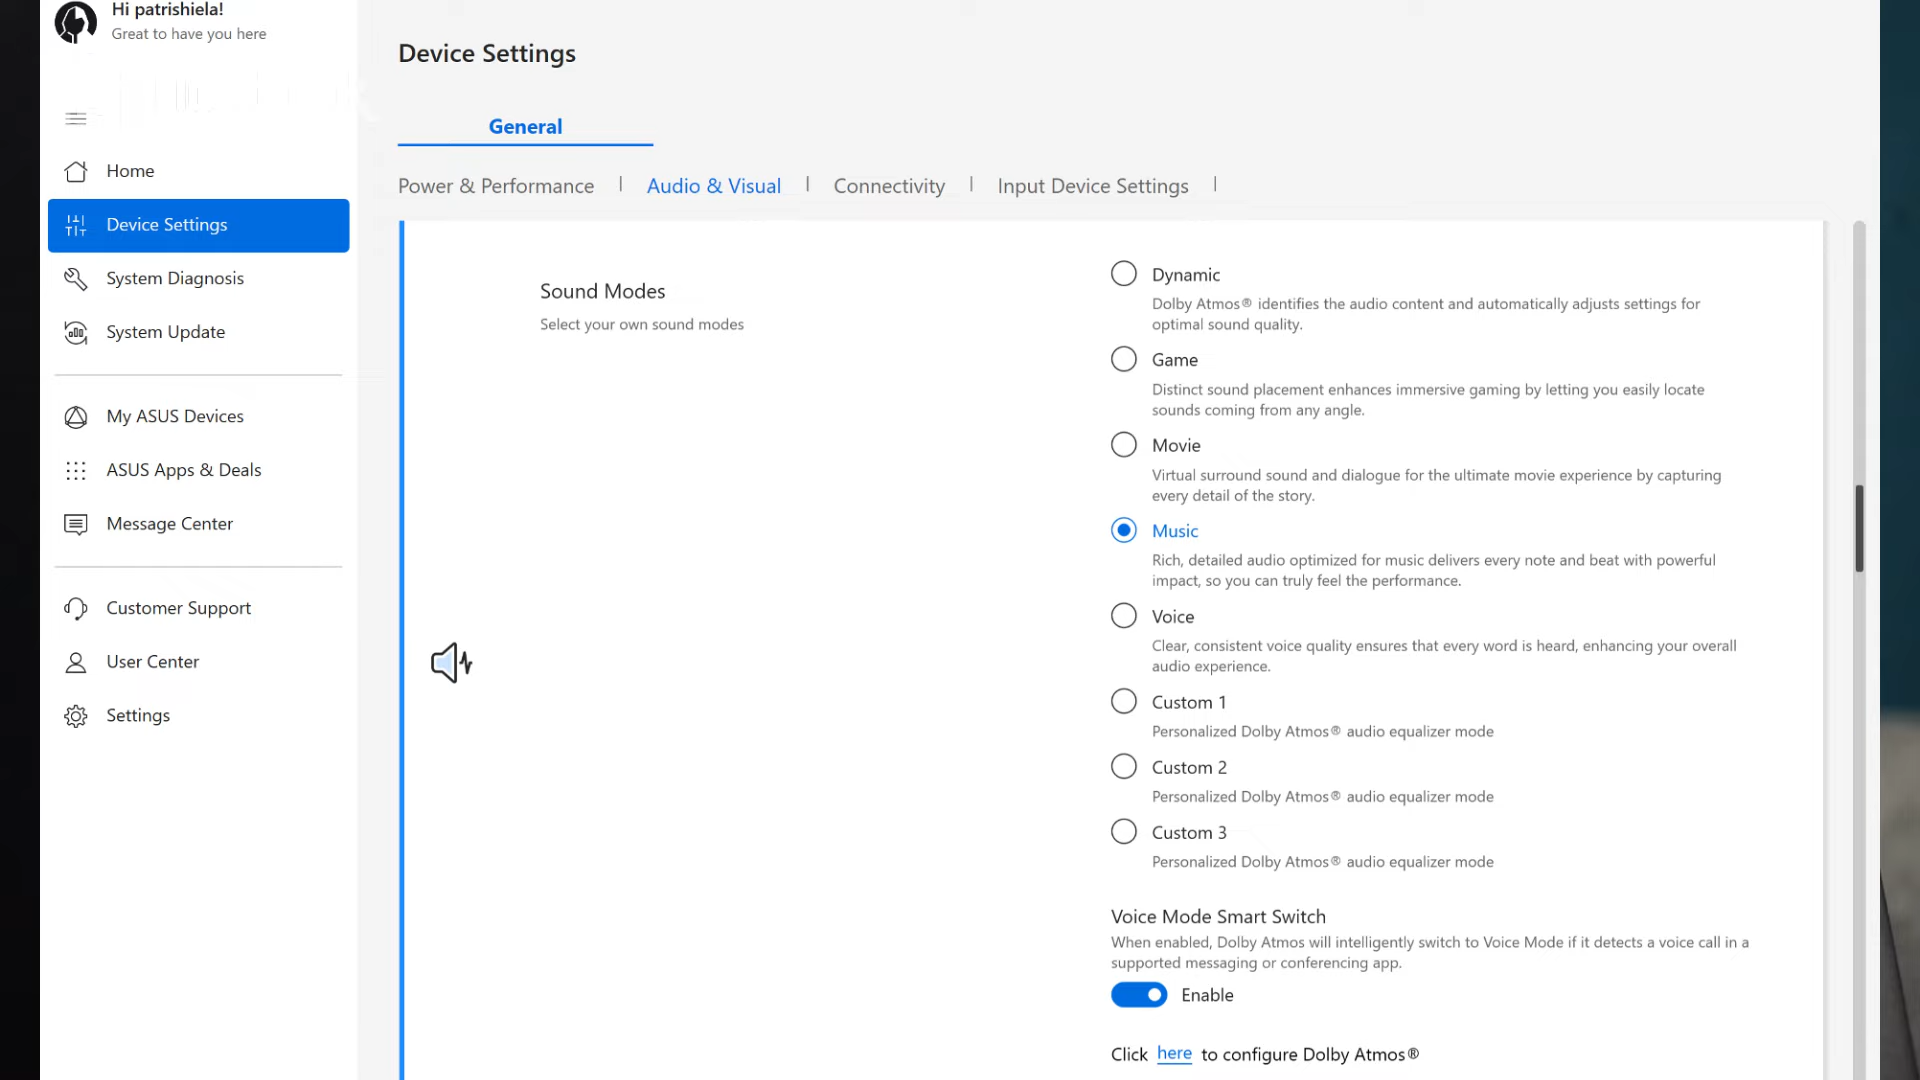 Hi patrishiela!
Great to have you here
Home
Device Settings
System Diagnosis
System Update
My ASUS Devices
ASUS Apps & Deals
Message Center
Customer Support
User Center
Settings
Device Settings
General
Power & Performance | Audio & Visual | Connectivity | Input Device Settings |
Sound Modes
Select your own sound modes
Dynamic
Dolby Atmos® identifies the audio content and automatically adjusts settings for
optimal sound quality.
Game
Distinct sound placement enhances immersive gaming by letting you easily locate
sounds coming from any angle.
Movie
Virtual surround sound and dialogue for the ultimate movie experience by capturing
every detail of the story.
Music
Rich, detailed audio optimized for music delivers every note and beat with powerful
impact, so you can truly feel the performance.
Voice
Clear, consistent voice quality ensures that every word is heard, enhancing your overall
audio experience.
Custom 1
Personalized Dolby Atmos® audio equalizer mode
Custom 2
Personalized Dolby Atmos® audio equalizer mode
Custom 3
Personalized Dolby Atmos® audio equalizer mode
Voice Mode Smart Switch
When enabled, Dolby Atmos will intelligently switch to Voice Mode if it detects a voice call in a
supported messaging or conferencing app.
Enable
Click here to configure Dolby Atmos®